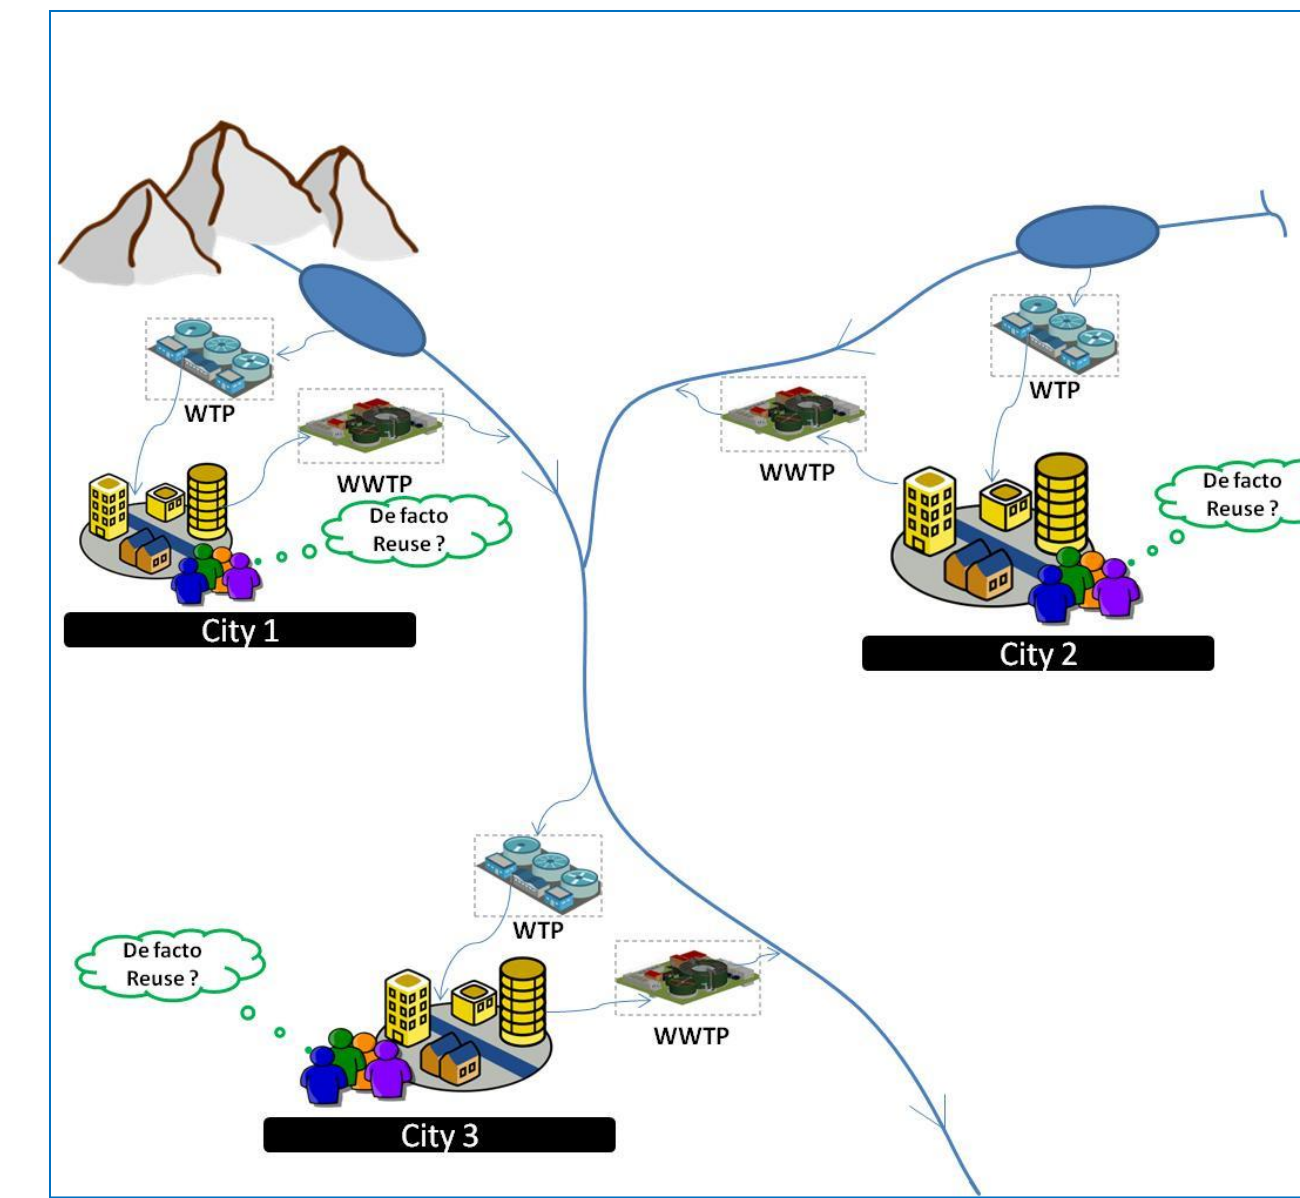 WTP
WWTP
De facto
Reuse ?
City 1
WTP
WWTP
De facto
Reuse ?
City 2
WTP
De facto
Reuse ?
WWTP
City 3